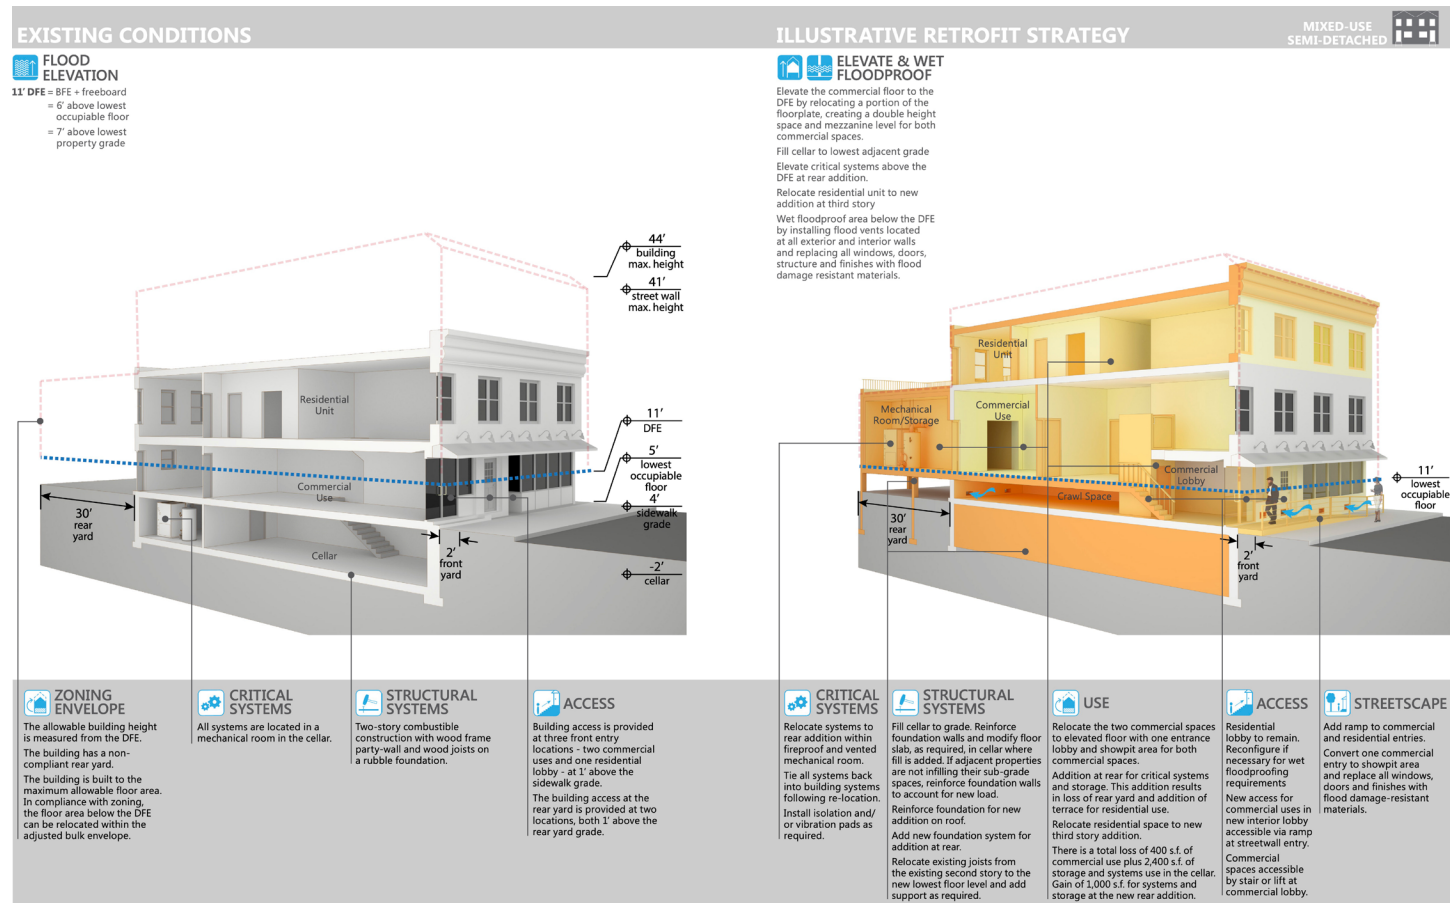 EXISTING CONDITIONS
FLOOD
ELEVATION
11' DFE = BFE + freeboard
= 6' above lowest
occupiable floor
= 7' above lowest
property grade
44'
building
max. height
41'
street wall
max. height
11'
DFE
5'
lowest
occupiable
floor
4'
sidewalk
grade
-2'
cellar
Residential
Unit
Commercial
Use
Cellar
30'
rear
yard
2'
front
yard
ZONING
ENVELOPE
The allowable building height
is measured from the DFE.
The building has a non-
compliant rear yard.
The building is built to the
maximum allowable floor area.
In compliance with zoning,
the floor area below the DFE
can be relocated within the
adjusted bulk envelope.
CRITICAL
SYSTEMS
All systems are located in a
mechanical room in the cellar.
STRUCTURAL
SYSTEMS
Two-story combustible
construction with wood frame
party-wall and wood joists on
a rubble foundation.
ACCESS
Building access is provided
at three front entry
locations - two commercial
uses and one residential
lobby - at 1' above the
sidewalk grade.
The building access at the
rear yard is provided at two
locations, both 1' above the
rear yard grade.
ILLUSTRATIVE RETROFIT STRATEGY
MIXED-USE
SEMI-DETACHED
ELEVATE & WET
FLOODPROOF
Elevate the commercial floor to the
DFE by relocating a portion of the
floorplate, creating a double height
space and mezzanine level for both
commercial spaces.
Fill cellar to lowest adjacent grade
Elevate critical systems above the
DFE at rear addition.
Relocate residential unit to new
addition at third story
Wet floodproof area below the DFE
by installing flood vents located
at all exterior and interior walls
and replacing all windows, doors,
structure and finishes with flood
damage resistant materials.
Residential
Unit
Mechanical
Room/Storage
Commercial
Use
Commercial
Lobby
Crawl Space
11'
lowest
occupiable
floor
30'
rear
yard
2'
front
yard
CRITICAL
SYSTEMS
Relocate systems to
rear addition within
fireproof and vented
mechanical room.
Tie all systems back
into building systems
following re-location.
Install isolation and/
or vibration pads as
required.
STRUCTURAL
SYSTEMS
Fill cellar to grade. Reinforce
foundation walls and modify floor
slab, as required, in cellar where
fill is added. If adjacent properties
are not infilling their sub-grade
spaces, reinforce foundation walls
to account for new load.
Reinforce foundation for new
addition on roof.
Add new foundation system for
addition at rear.
Relocate existing joists from
the existing second story to the
new lowest floor level and add
support as required.
USE
Relocate the two commercial spaces
to elevated floor with one entrance
lobby and showpit area for both
commercial spaces.
Addition at rear for critical systems
and storage. This addition results
in loss of rear yard and addition of
terrace for residential use.
Relocate residential space to new
third story addition.
There is a total loss of 400 s.f. of
commercial use plus 2,400 s.f. of
storage and systems use in the cellar.
Gain of 1,000 s.f. for systems and
storage at the new rear addition.
ACCESS
Residential
lobby to remain.
Reconfigure if
necessary for wet
floodproofing
requirements
New access for
commercial uses in
new interior lobby
accessible via ramp
at streetwall entry.
Commercial
spaces accessible
by stair or lift at
commercial lobby.
STREETSCAPE
Add ramp to commercial
and residential entries.
Convert one commercial
entry to showpit area
and replace all windows,
doors and finishes with
flood damage-resistant
materials.